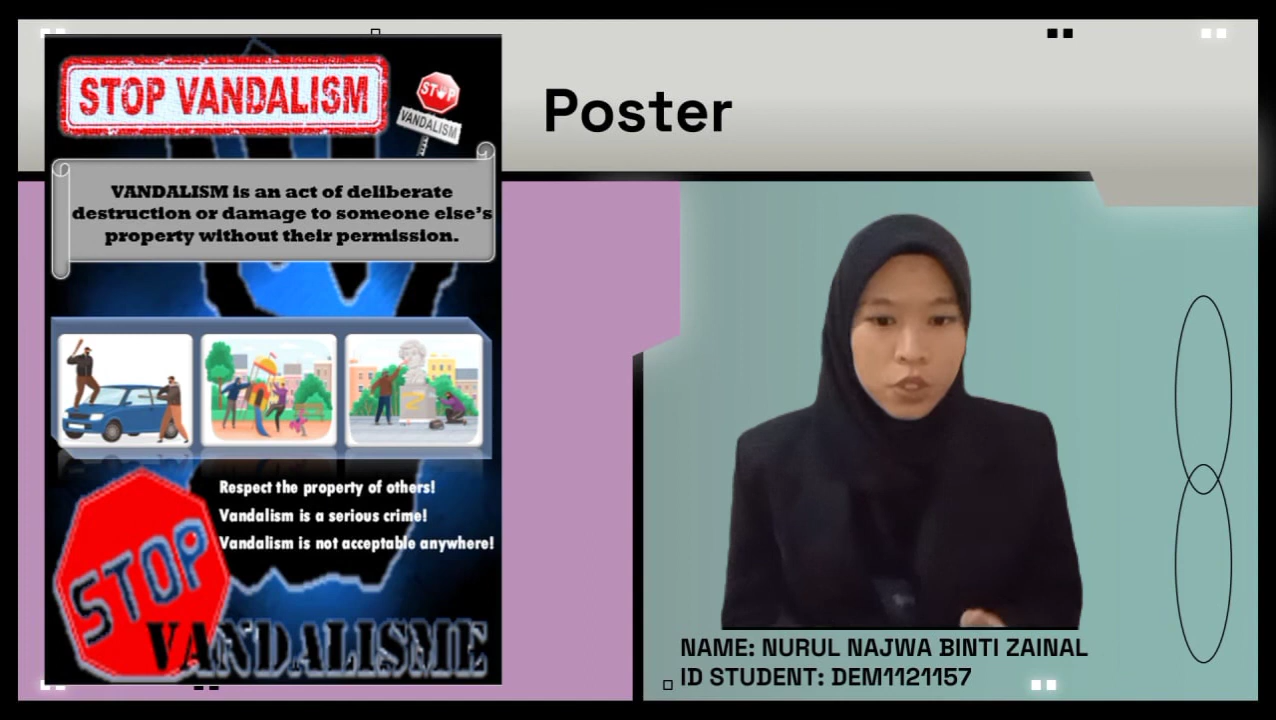 STOP VANDALISM
STOP
VANDALISM
Poster
VANDALISM is an act of deliberate
destruction or damage to someone else's
property without their permission.
Respect the property of others!
Vandalism is a serious crime!
Vandalism is not acceptable anywhere!
STOP
VANDALISME
NAME: NURUL NAJWA BINTI ZAINAL
ID STUDENT: DEM1121157